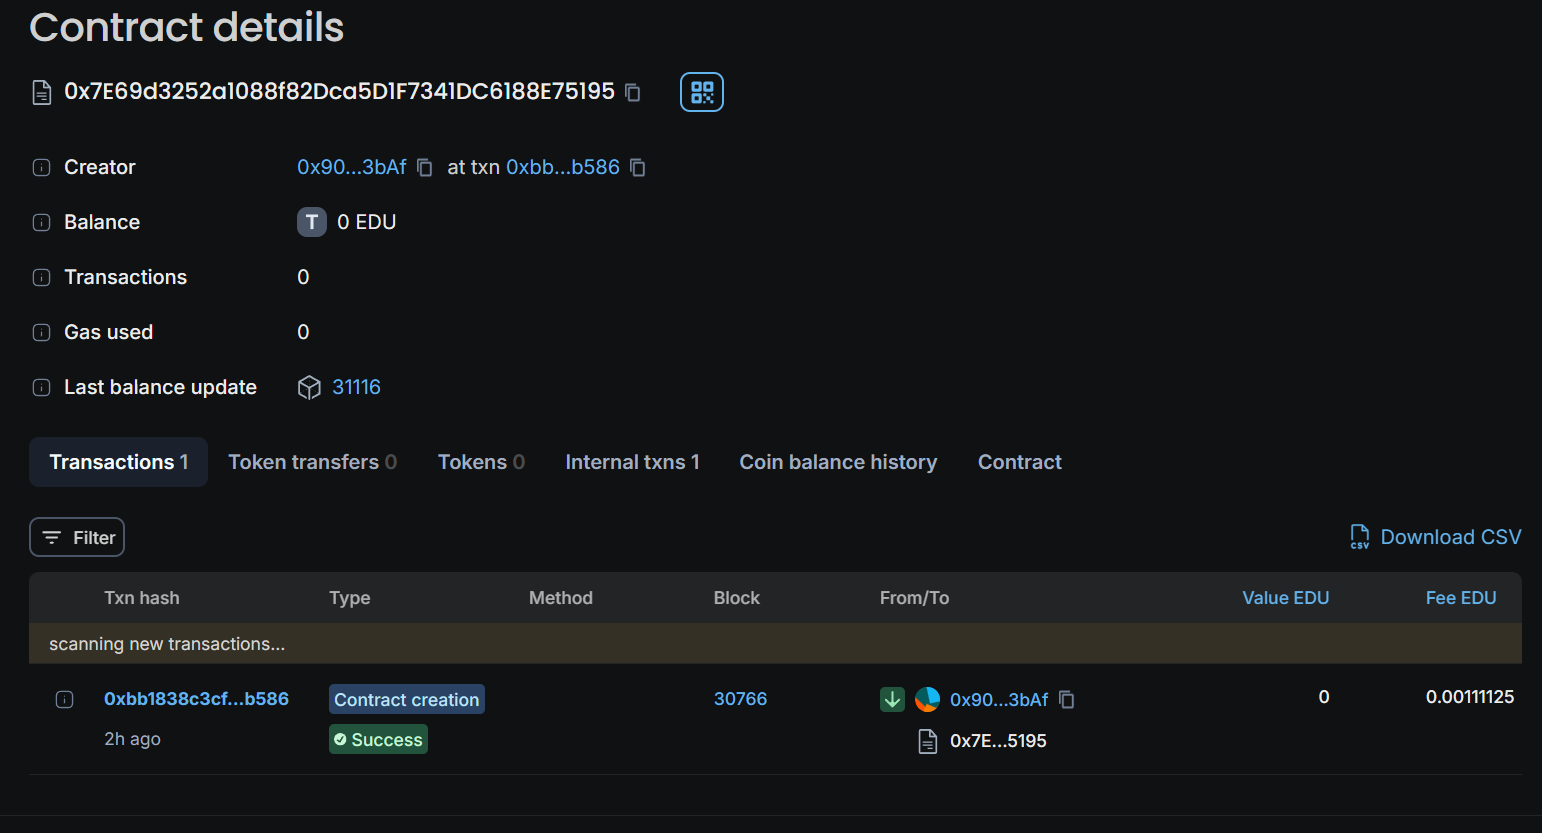 Contract details
0x7E69d3252a1088f82Dca5D1F7341DC6188E75195
Creator 0x90...3bAf at txn 0xbb...b586
Balance T 0 EDU
Transactions 0
Gas used 0
Last balance update 31116
Transactions 1 Token transfers 0 Tokens 0 Internal txns 1 Coin balance history Contract
Filter CSV Download CSV
Txn hash Type Method Block From/To Value EDU Fee EDU
scanning new transactions...
0xbb1838c3cf...b586 Contract creation 30766 0x90...3bAf 0 0.00111125
2h ago Success 0x7E...5195